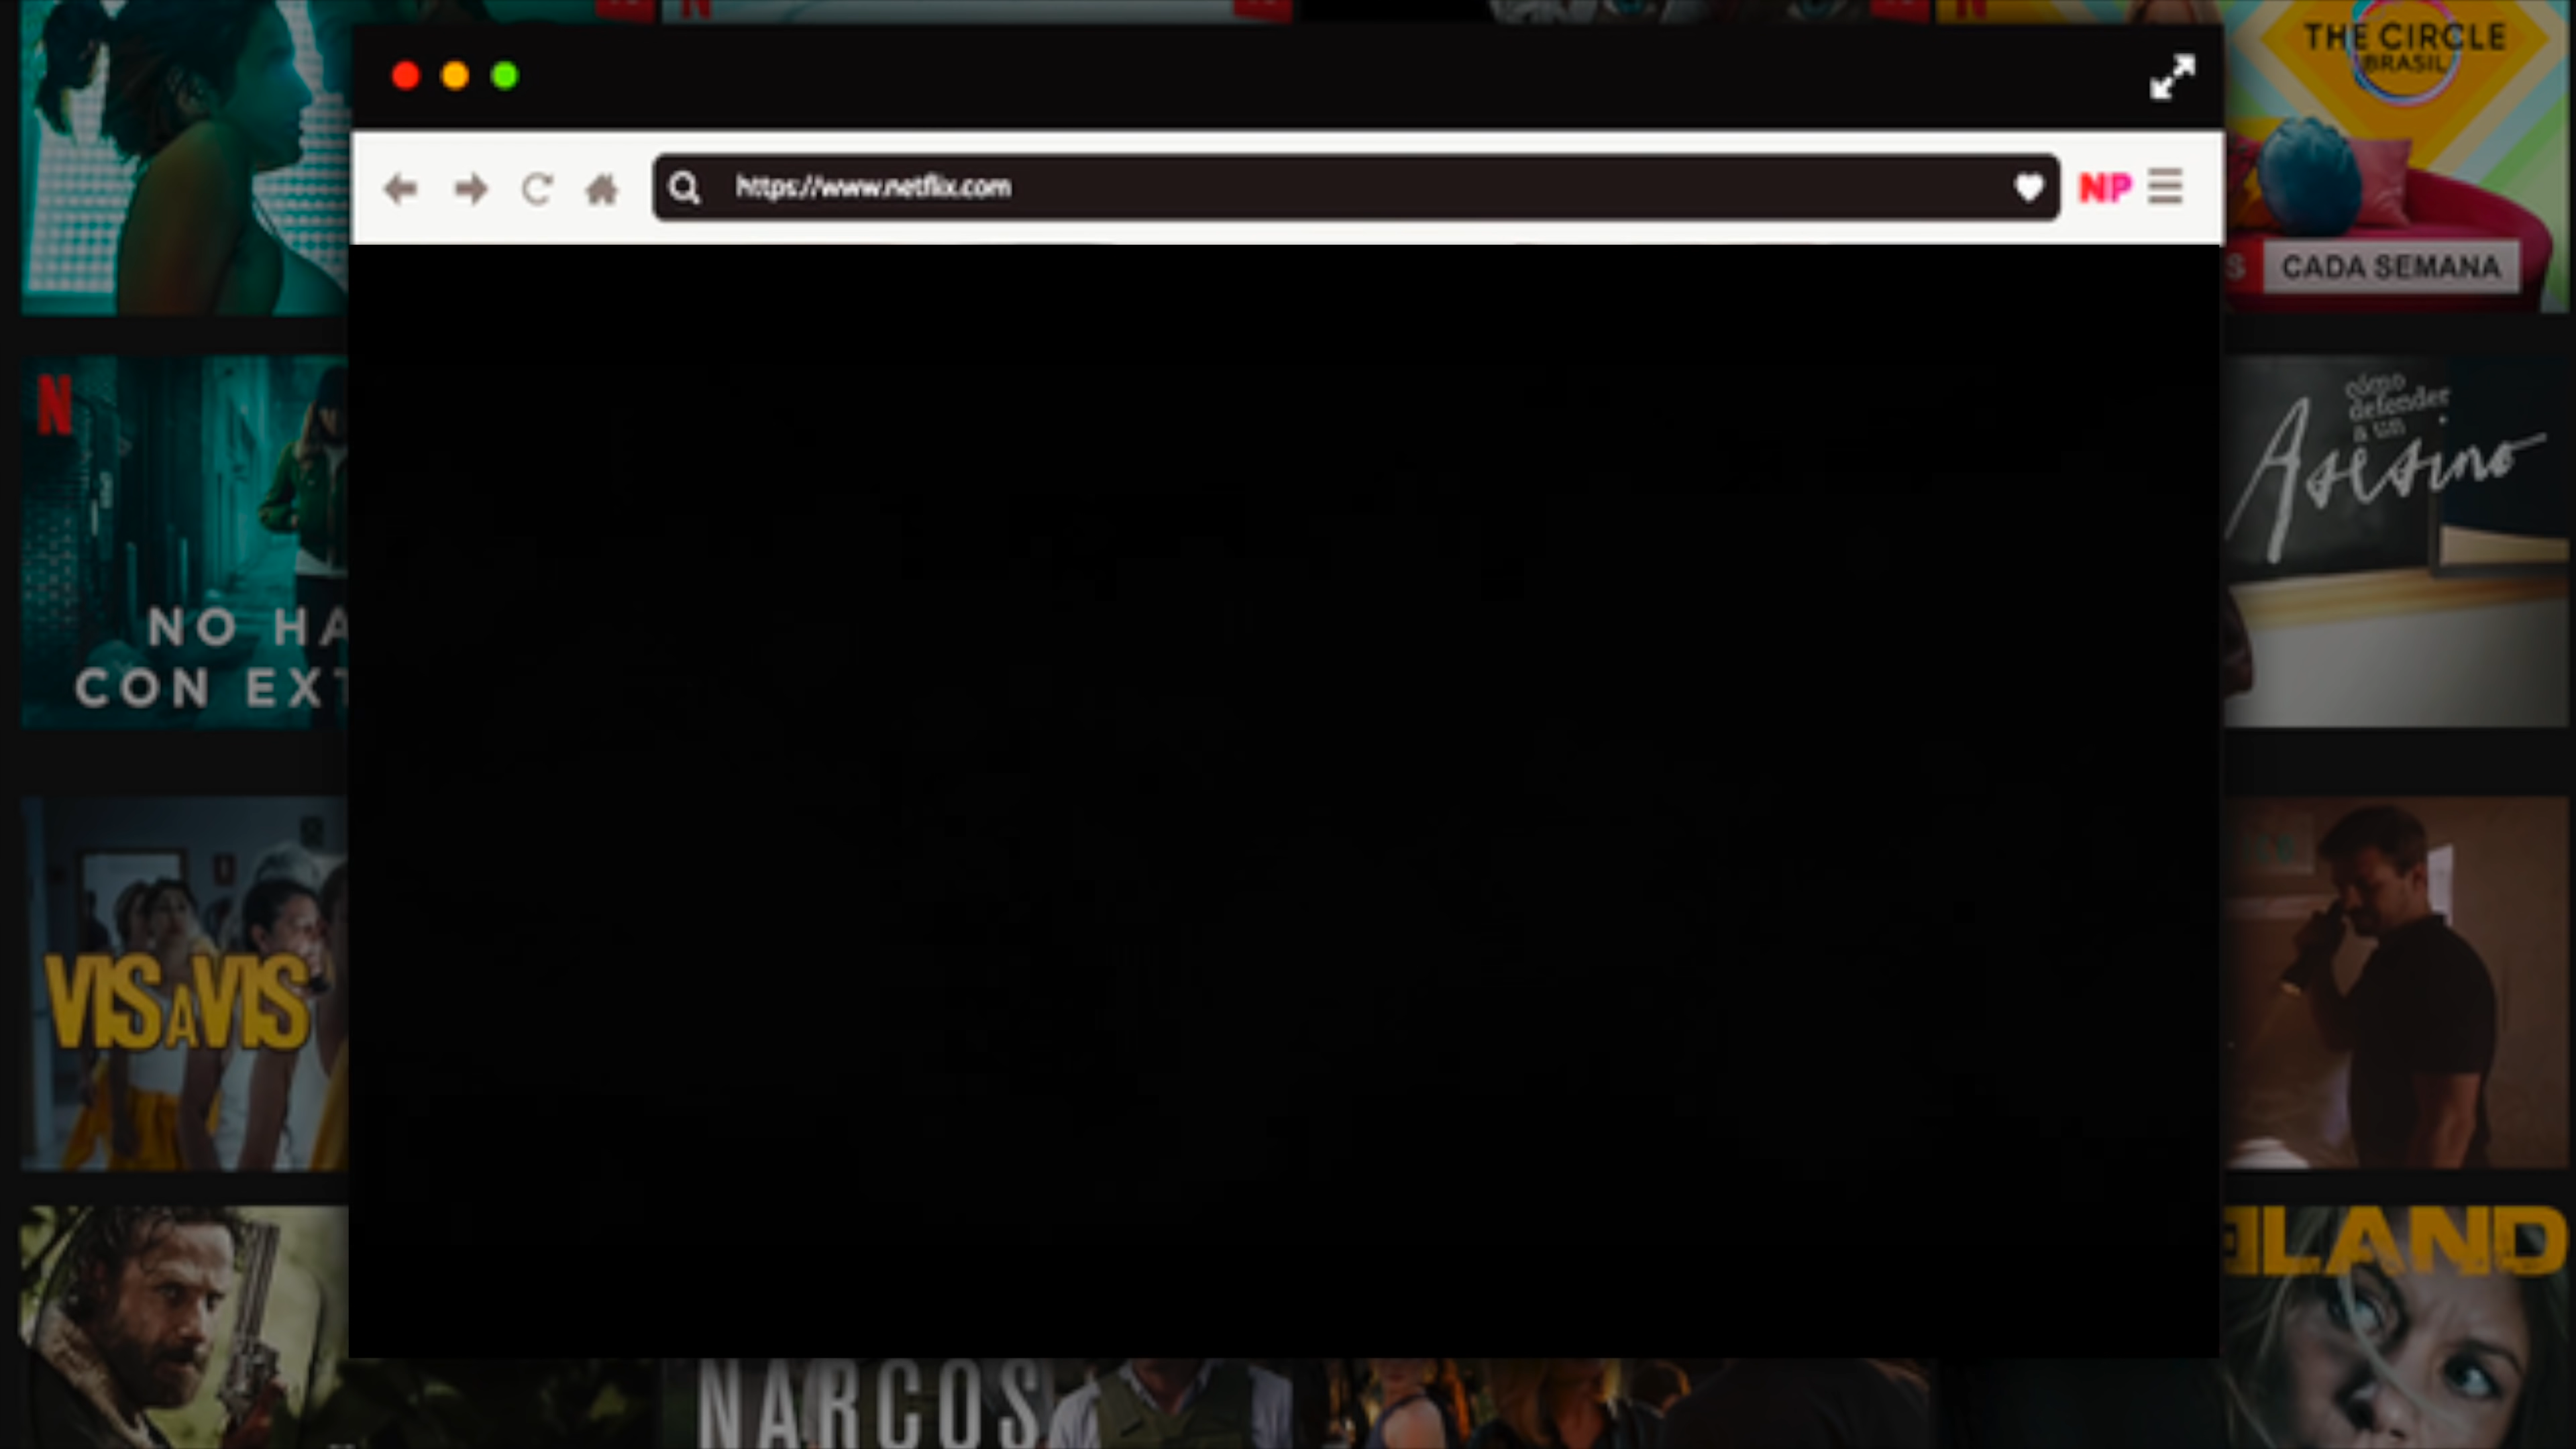 THE CIRCLE
BRASIL
https://www.netflix.com
NP
S CADA SEMANA
N
cómo
defender
a un
Asesino
NO HA
CON EXT
VIS A VIS
LAND
NARCOS